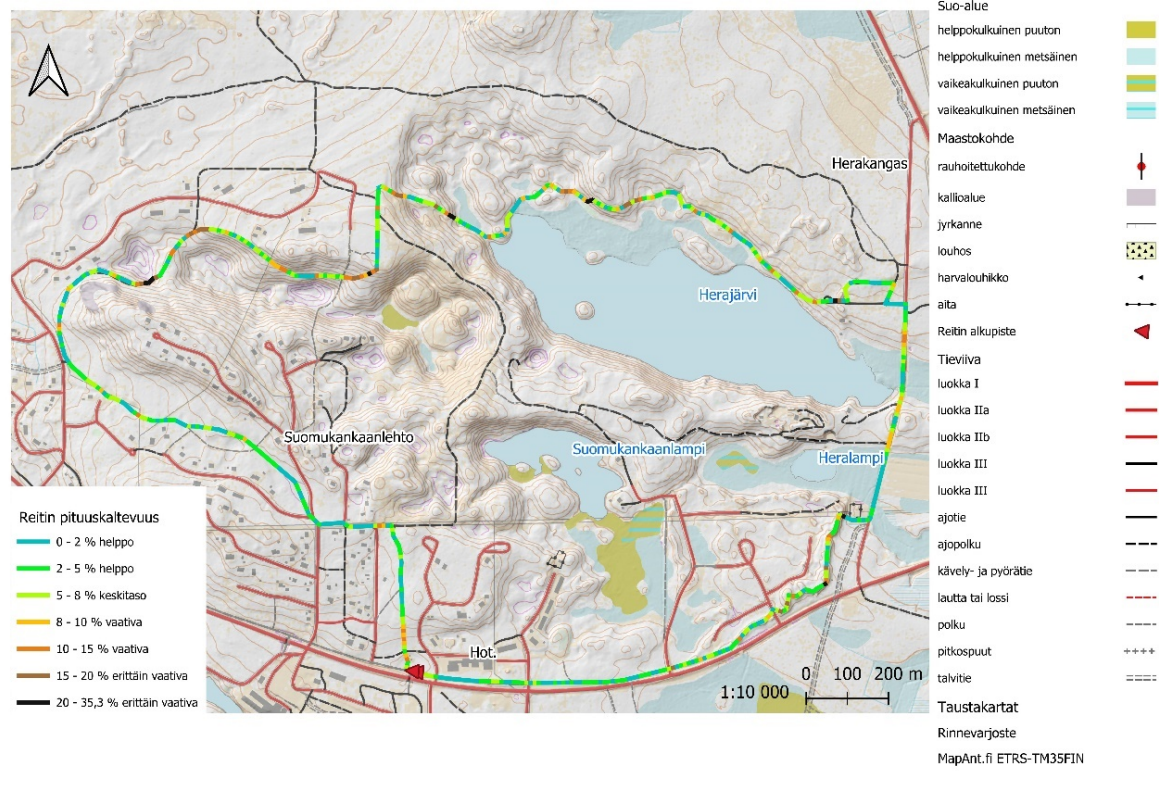 Herakangas
Herajärvi
Suomukankaanlehto
Suomukankaanlampi
Heralampi
Hot.
0 100 200 m
1:10 000
Reitin pituuskaltevuus
0 - 2 % helppo
2 - 5 % helppo
5 - 8 % keskitaso
8 - 10 % vaativa
10 - 15 % vaativa
15 - 20 % erittäin vaativa
20 - 35,3 % erittäin vaativa
Suo-alue
helppokulkuinen puuton
helppokulkuinen metsäinen
vaikeakulkuinen puuton
vaikeakulkuinen metsäinen
Maastokohde
rauhoitettukohde
kallioalue
jyrkanne
louhos
harvalouhikko
aita
Reitin alkupiste
Tieviiva
luokka I
luokka IIa
luokka IIb
luokka III
luokka III
ajotie
ajopolku
kävely- ja pyörätie
lautta tai lossi
polku
pitkospuut
talvitie
Taustakartat
Rinnevarjoste
MapAnt.fi ETRS-TM35FIN